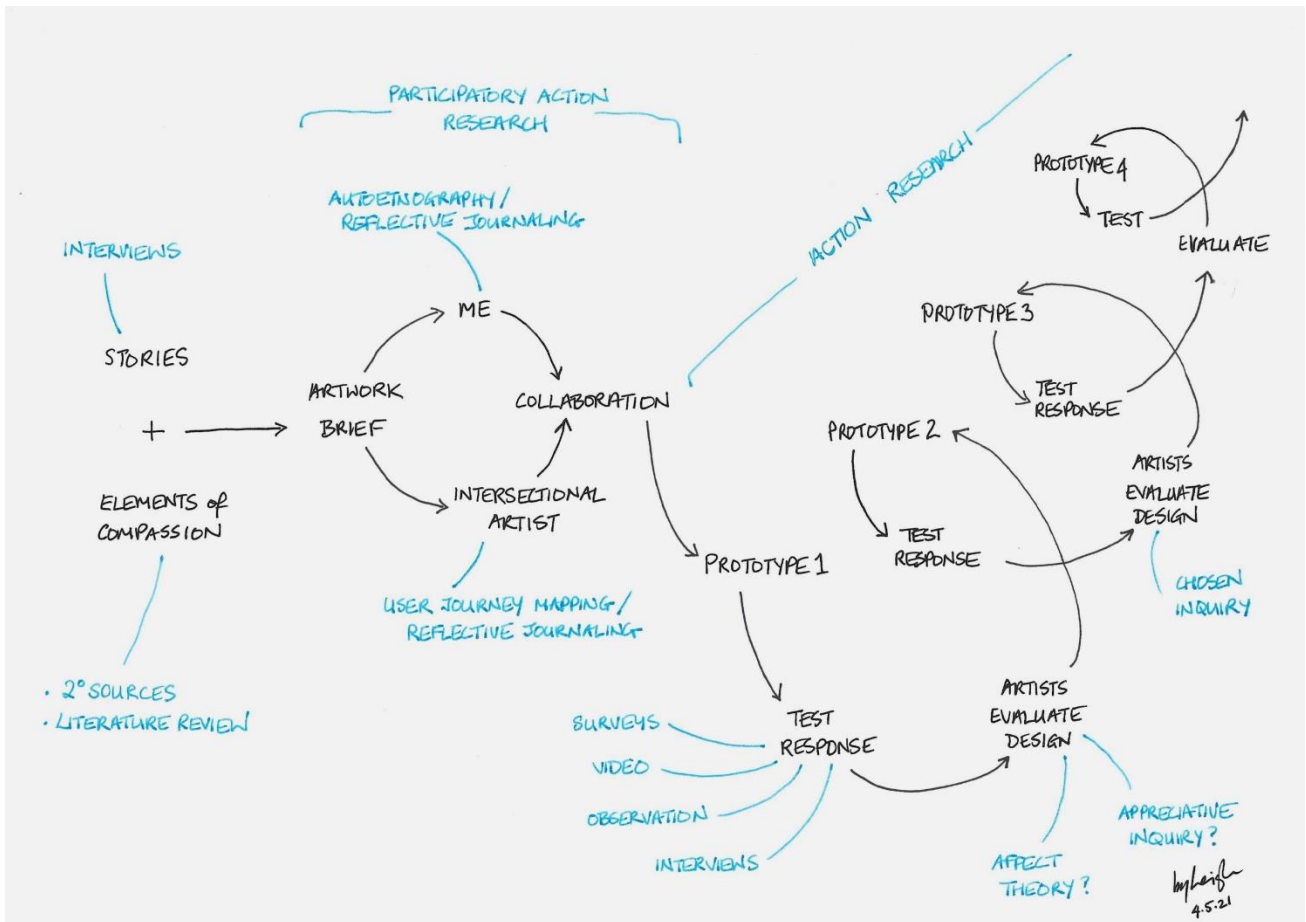 PARTICIPATORY ACTION
RESEARCH
AUTOETNOGRAPHY/
REFLECTIVE JOURNALING
INTERVIEWS
STORIES
+
ELEMENTS of
COMPASSION
• 2° SOURCES
• LITERATURE REVIEW
ARTWORK
BRIEF
ME
INTERSECTIONAL
ARTIST
USER JOURNEY MAPPING/
REFLECTIVE JOURNALING
COLLABORATION
ACTION RESEARCH
PROTOTYPE 1
TEST
RESPONSE
SURVEYS
VIDEO
OBSERVATION
INTERVIEWS
ARTISTS
EVALUATE
DESIGN
AFFECT
THEORY?
APPRECIATIVE
INQUIRY?
PROTOTYPE 2
TEST
RESPONSE
ARTISTS
EVALUATE
DESIGN
CHOSEN
INQUIRY
PROTOTYPE 3
TEST
RESPONSE
EVALUATE
PROTOTYPE 4
TEST
4.5.21